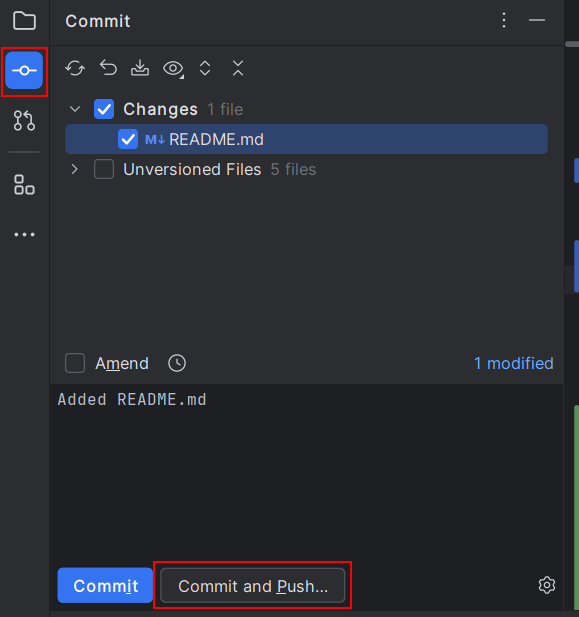 Commit
Changes 1 file
M↓ README.md
Unversioned Files 5 files
Amend 1 modified
Added README.md
Commit Commit and Push...